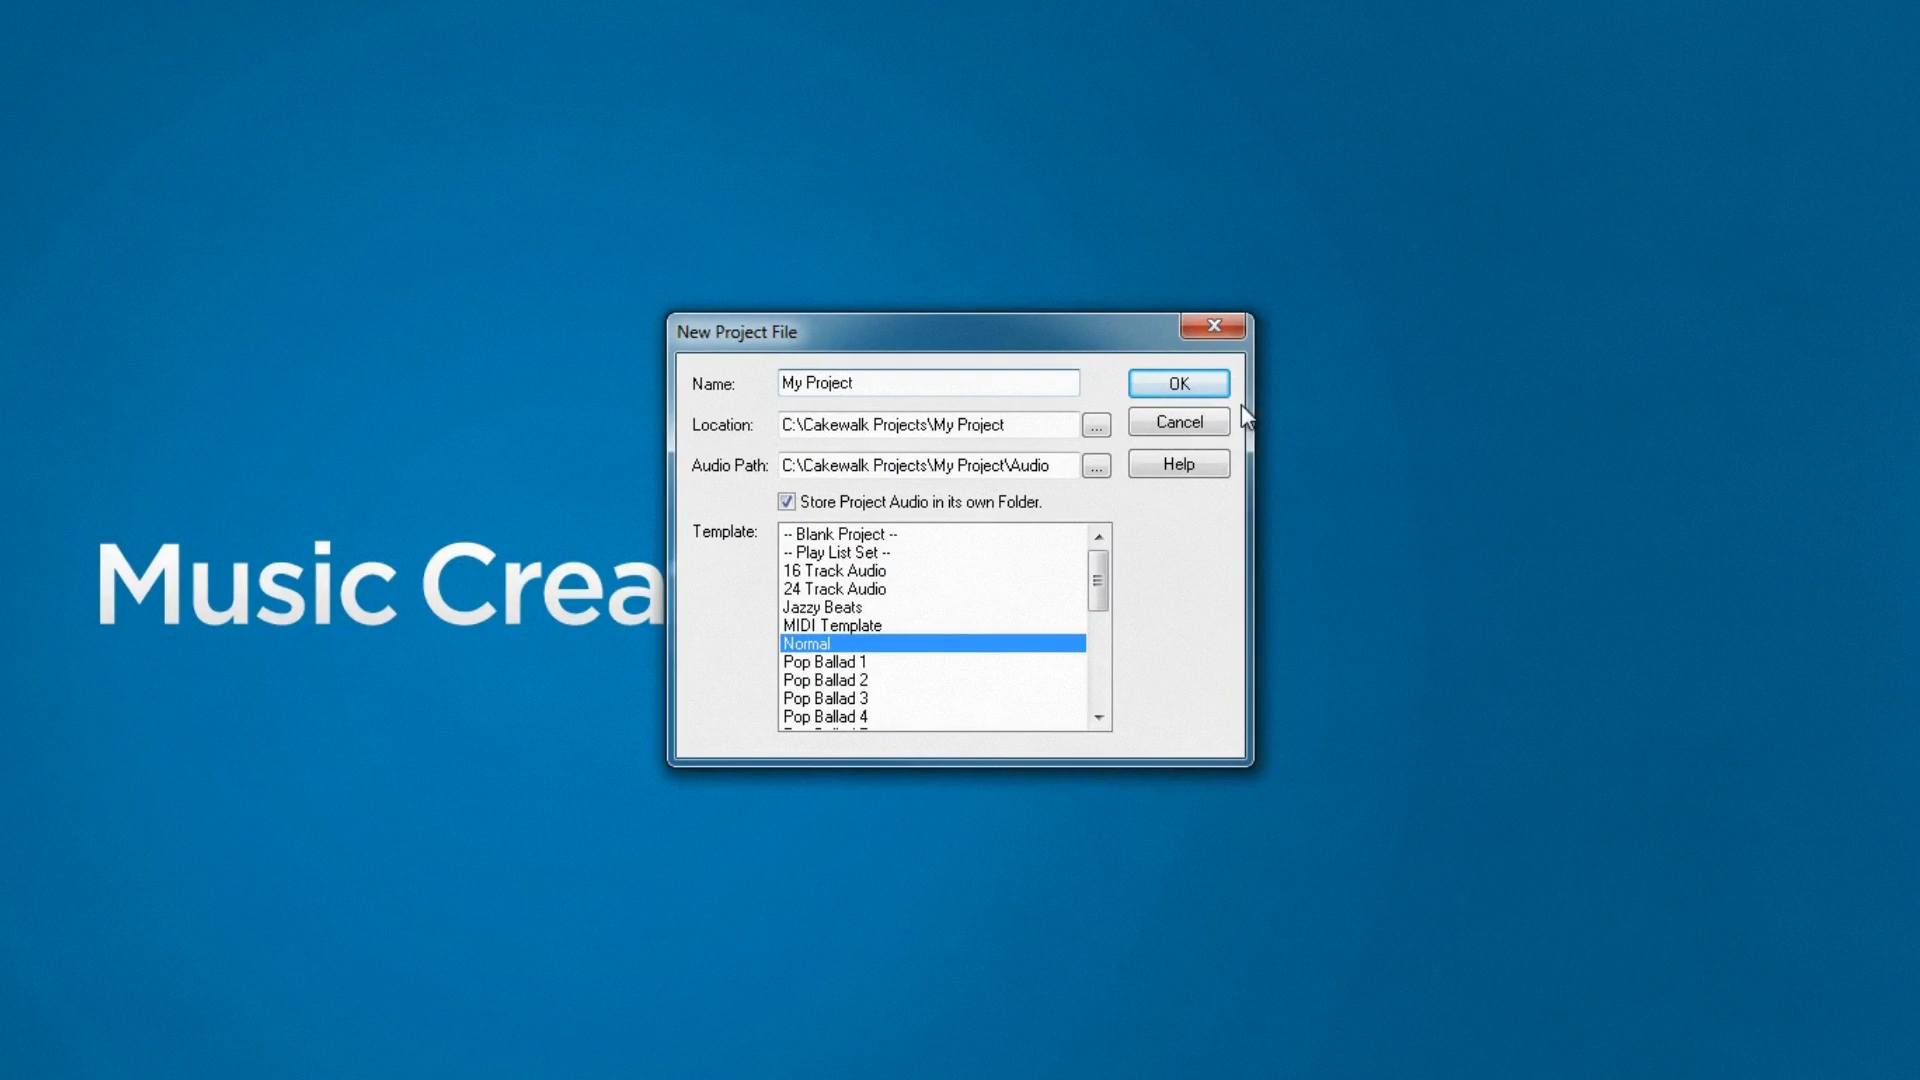 New Project File
Name: My Project OK
Location: C:\Cakewalk Projects\My Project ... Cancel
Audio Path: C:\Cakewalk Projects\My Project\Audio ... Help
Store Project Audio in its own Folder.
Template: -- Blank Project --
-- Play List Set --
16 Track Audio
24 Track Audio
Jazzy Beats
MIDI Template
Normal
Pop Ballad 1
Pop Ballad 2
Pop Ballad 3
Pop Ballad 4
Music Crea